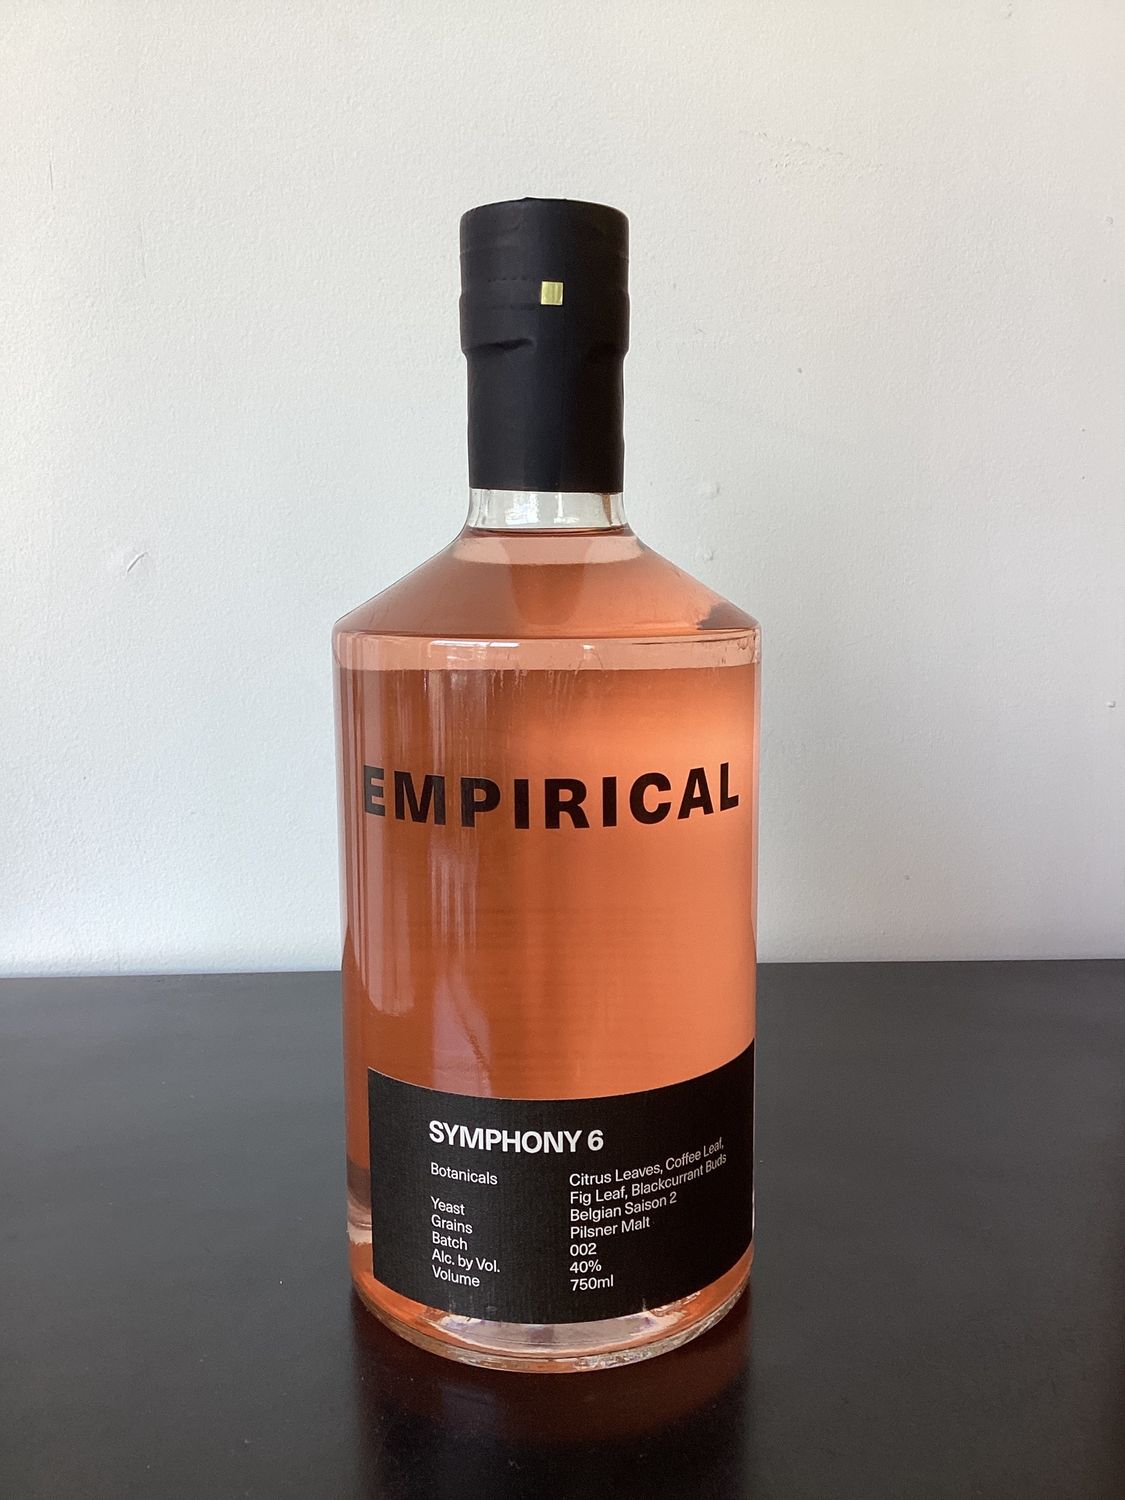 EMPIRICAL
SYMPHONY 6
Botanicals Citrus Leaves, Coffee Leaf,
Fig Leaf, Blackcurrant Buds
Yeast Belgian Saison 2
Grains Pilsner Malt
Batch 002
Alc. by Vol. 40%
Volume 750ml